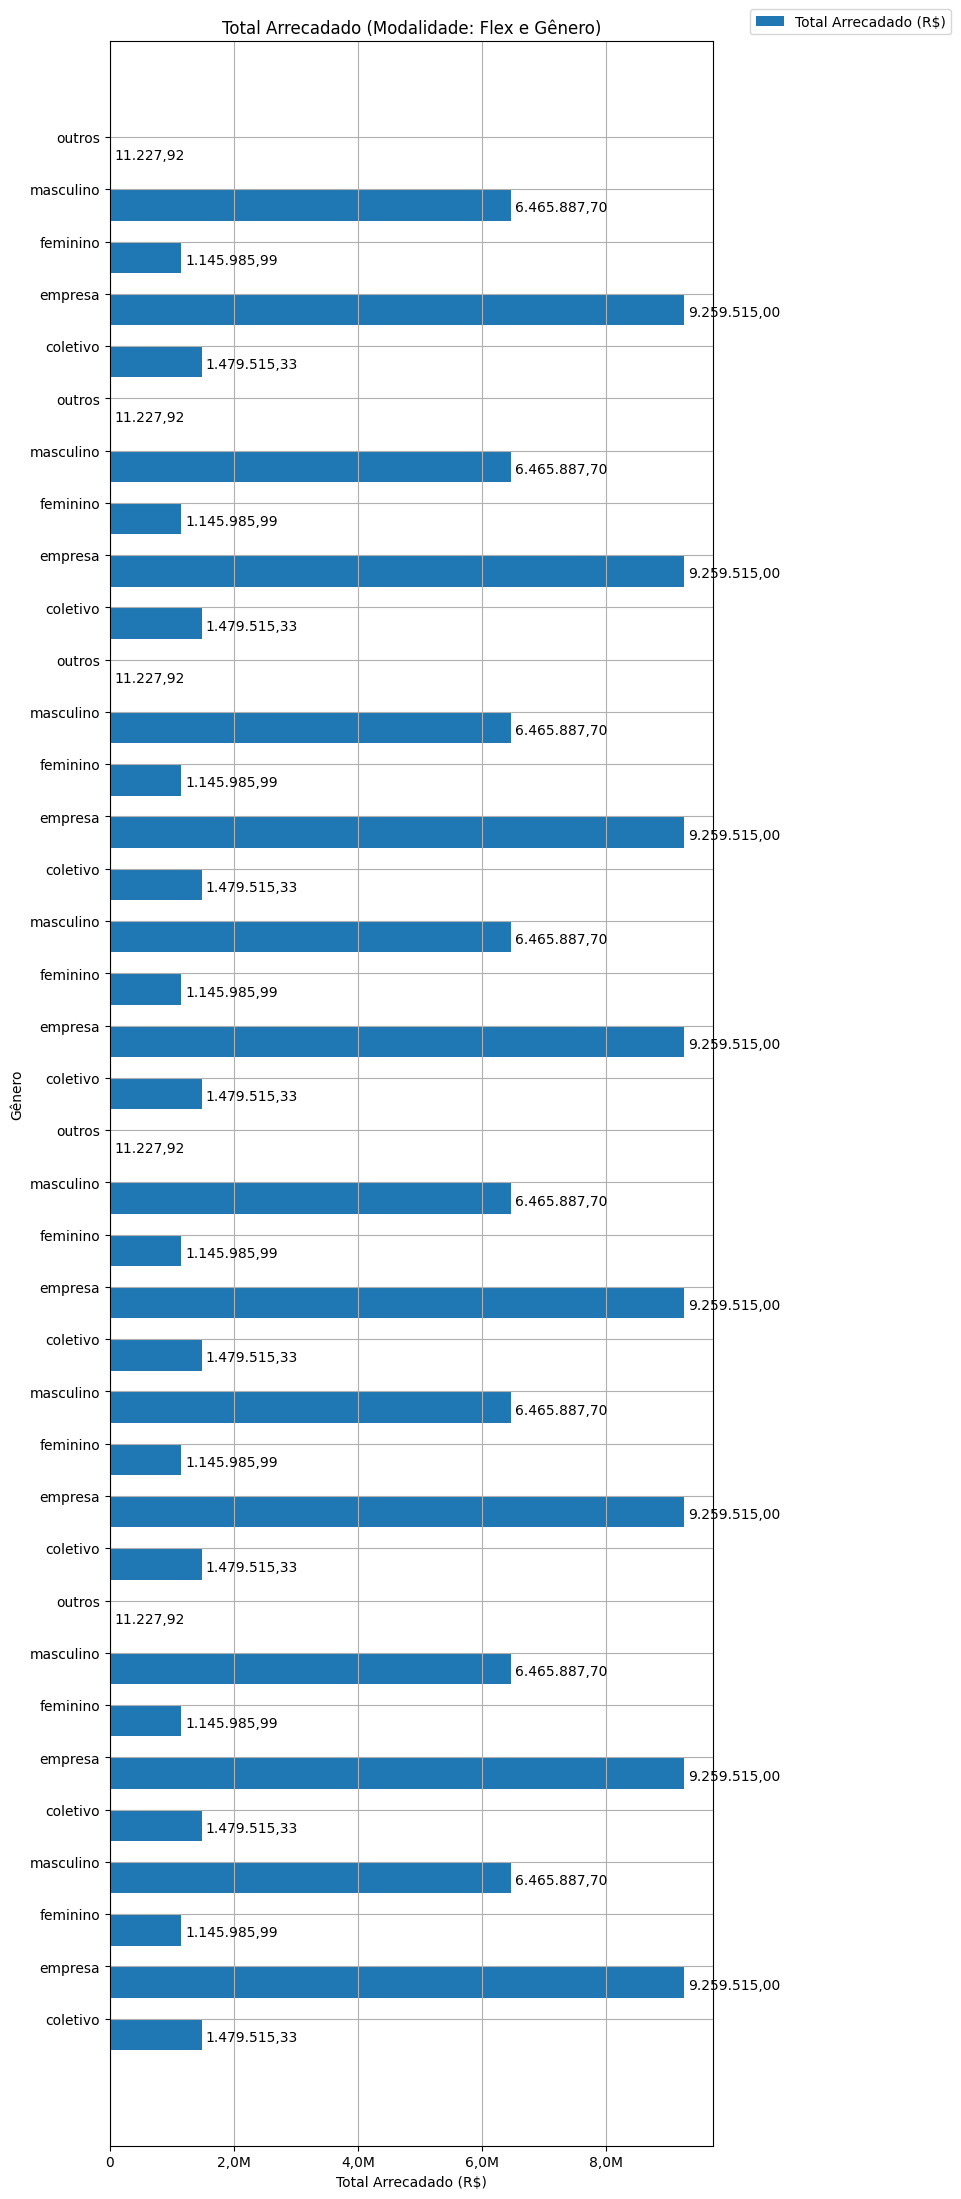 Total Arrecadado (Modalidade: Flex e Gênero)
Total Arrecadado (R$)
outros
11.227,92
masculino
6.465.887,70
feminino
1.145.985,99
empresa
9.259.515,00
coletivo
1.479.515,33
outros
11.227,92
masculino
6.465.887,70
feminino
1.145.985,99
empresa
9.259.515,00
coletivo
1.479.515,33
outros
11.227,92
masculino
6.465.887,70
feminino
1.145.985,99
empresa
9.259.515,00
coletivo
1.479.515,33
masculino
6.465.887,70
feminino
1.145.985,99
empresa
9.259.515,00
coletivo
1.479.515,33
Gênero
outros
11.227,92
masculino
6.465.887,70
feminino
1.145.985,99
empresa
9.259.515,00
coletivo
1.479.515,33
masculino
6.465.887,70
feminino
1.145.985,99
empresa
9.259.515,00
coletivo
1.479.515,33
outros
11.227,92
masculino
6.465.887,70
feminino
1.145.985,99
empresa
9.259.515,00
coletivo
1.479.515,33
masculino
6.465.887,70
feminino
1.145.985,99
empresa
9.259.515,00
coletivo
1.479.515,33
0 2,0M 4,0M 6,0M 8,0M
Total Arrecadado (R$)